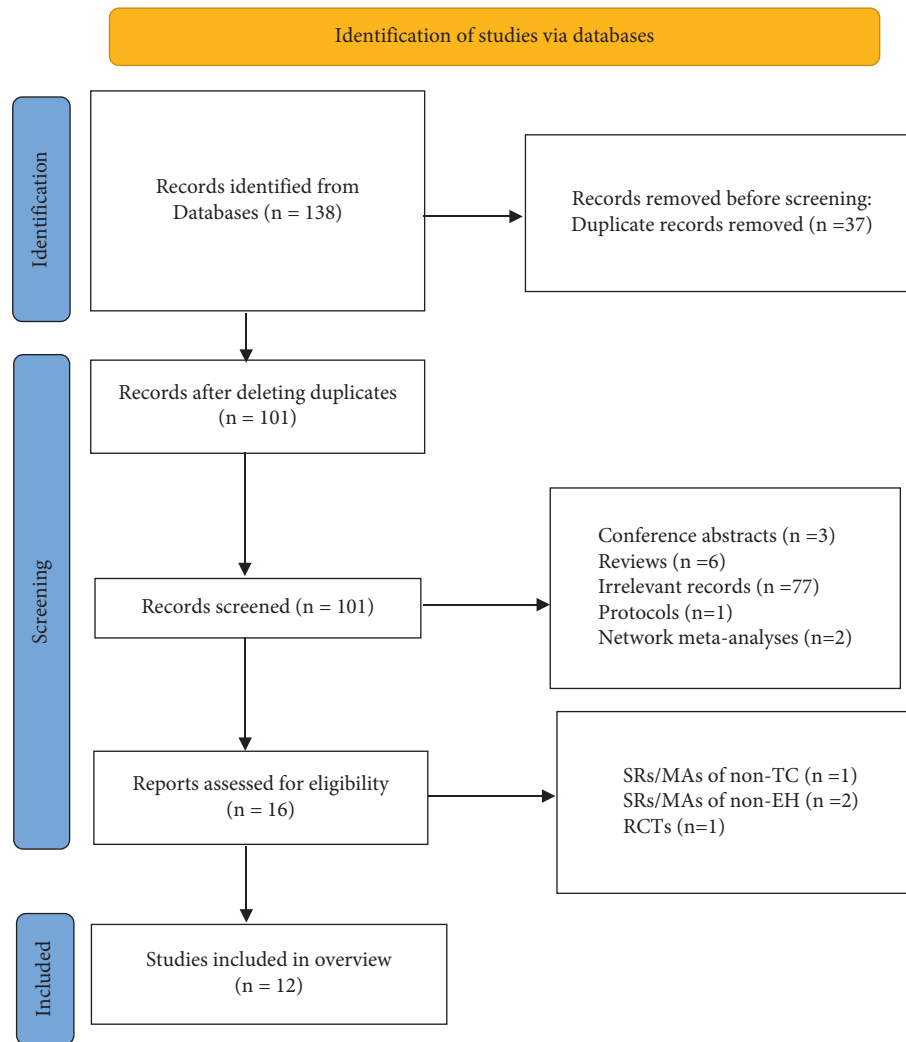 Identification of studies via databases
Identification
Records identified from
Databases (n = 138)
Records removed before screening:
Duplicate records removed (n =37)
Screening
Records after deleting duplicates
(n = 101)
Records screened (n = 101)
Conference abstracts (n =3)
Reviews (n =6)
Irrelevant records (n =77)
Protocols (n=1)
Network meta-analyses (n=2)
Reports assessed for eligibility
(n = 16)
SRs/MAs of non-TC (n =1)
SRs/MAs of non-EH (n =2)
RCTs (n=1)
Included
Studies included in overview
(n = 12)